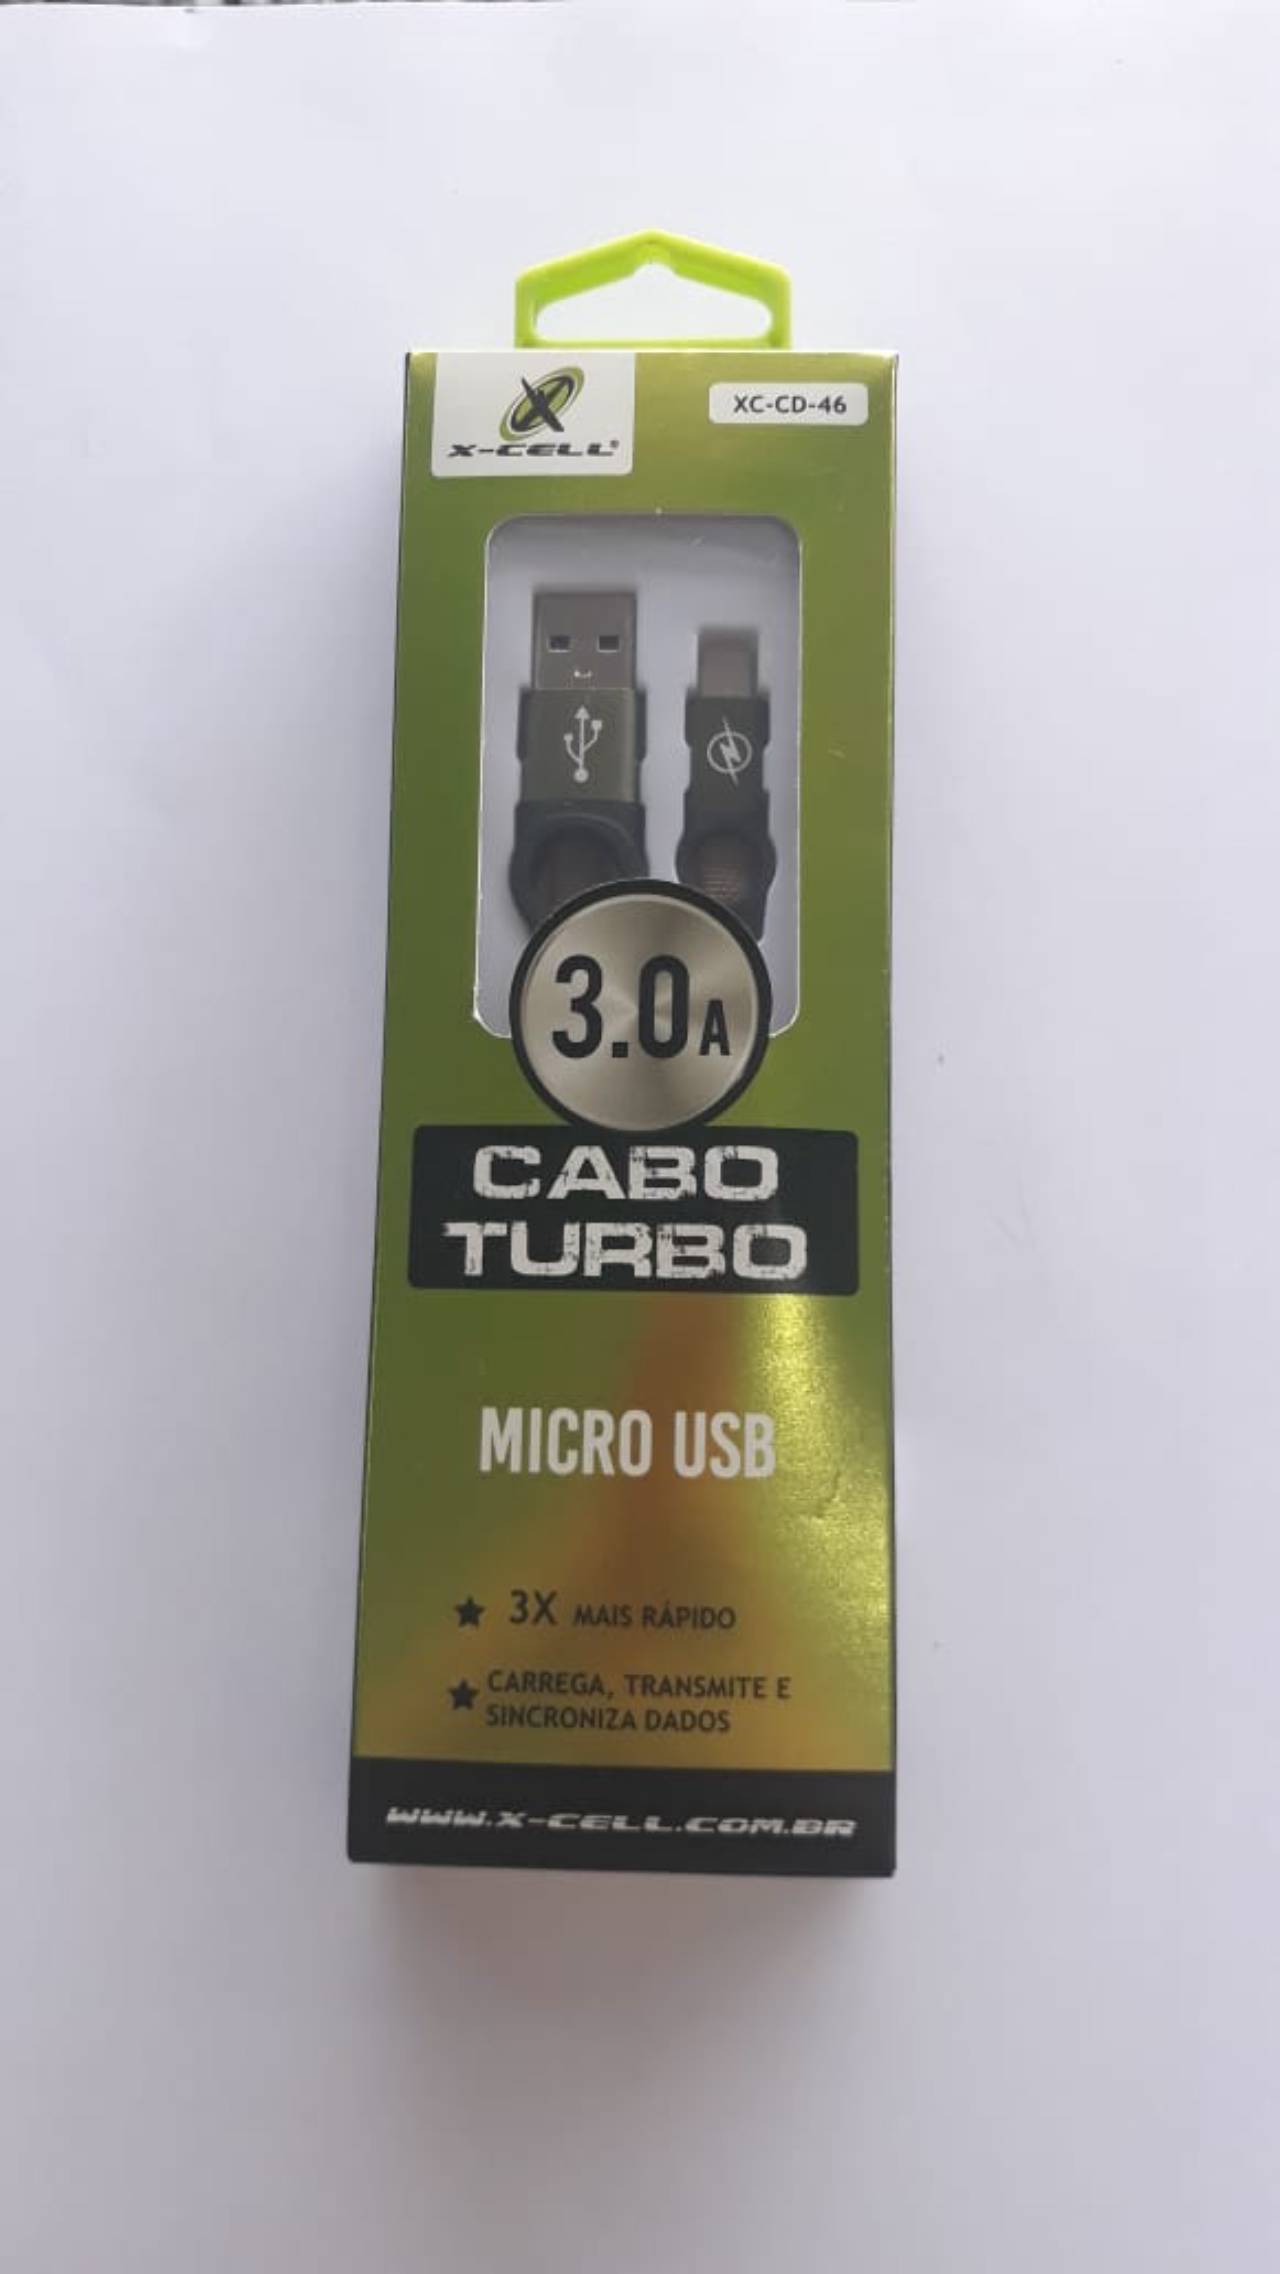 X-CELL®
XC-CD-46
3.0A
CABO
TURBO
MICRO USB
3X MAIS RÁPIDO
CARREGA, TRANSMITE E
SINCRONIZA DADOS
WWW.X-CELL.COM.BR